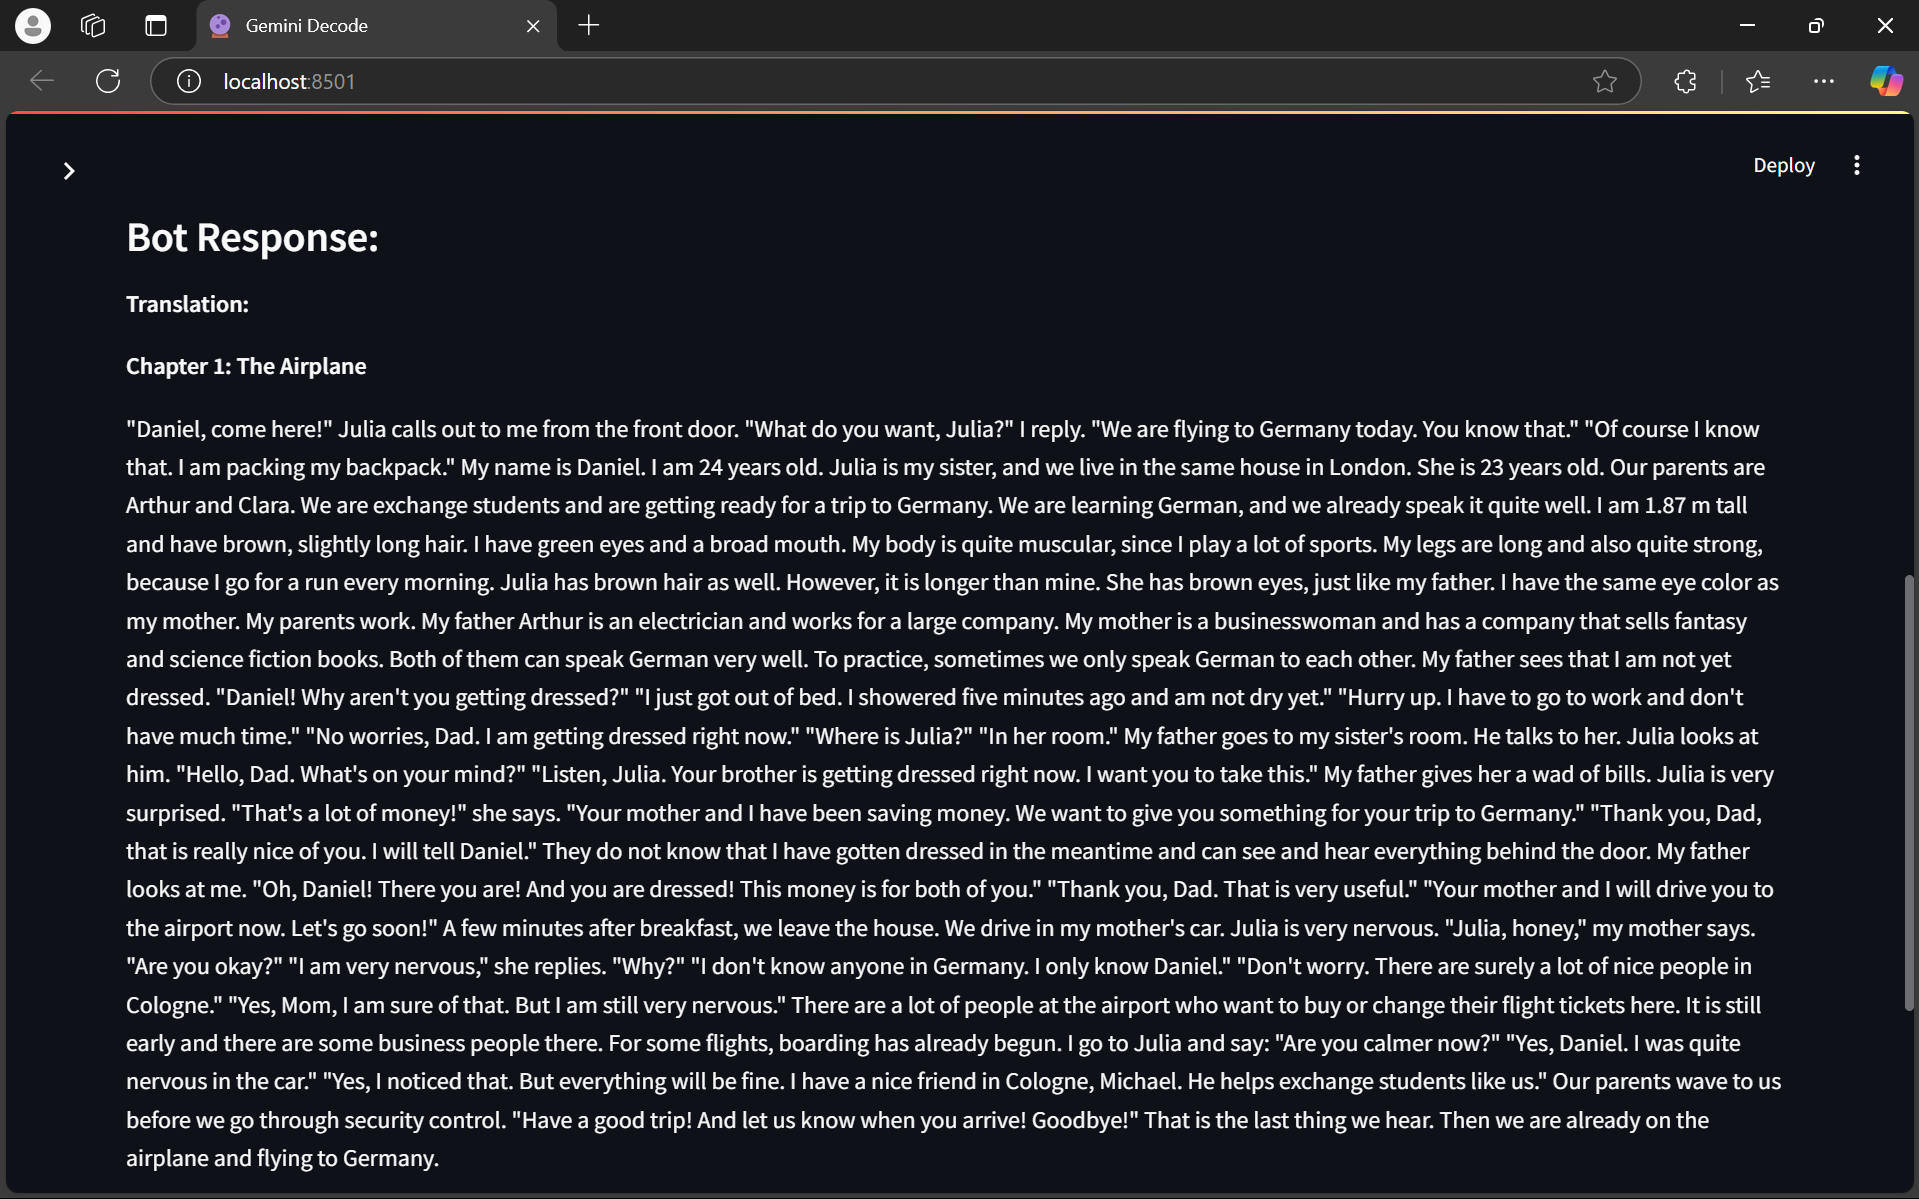 Gemini Decode
localhost:8501
Deploy
Bot Response:
Translation:
Chapter 1: The Airplane
"Daniel, come here!" Julia calls out to me from the front door. "What do you want, Julia?" I reply. "We are flying to Germany today. You know that." "Of course I know
that. I am packing my backpack." My name is Daniel. I am 24 years old. Julia is my sister, and we live in the same house in London. She is 23 years old. Our parents are
Arthur and Clara. We are exchange students and are getting ready for a trip to Germany. We are learning German, and we already speak it quite well. I am 1.87 m tall
and have brown, slightly long hair. I have green eyes and a broad mouth. My body is quite muscular, since I play a lot of sports. My legs are long and also quite strong,
because I go for a run every morning. Julia has brown hair as well. However, it is longer than mine. She has brown eyes, just like my father. I have the same eye color as
my mother. My parents work. My father Arthur is an electrician and works for a large company. My mother is a businesswoman and has a company that sells fantasy
and science fiction books. Both of them can speak German very well. To practice, sometimes we only speak German to each other. My father sees that I am not yet
dressed. "Daniel! Why aren't you getting dressed?" "I just got out of bed. I showered five minutes ago and am not dry yet." "Hurry up. I have to go to work and don't
have much time." "No worries, Dad. I am getting dressed right now." "Where is Julia?" "In her room." My father goes to my sister's room. He talks to her. Julia looks at
him. "Hello, Dad. What's on your mind?" "Listen, Julia. Your brother is getting dressed right now. I want you to take this." My father gives her a wad of bills. Julia is very
surprised. "That's a lot of money!" she says. "Your mother and I have been saving money. We want to give you something for your trip to Germany." "Thank you, Dad,
that is really nice of you. I will tell Daniel." They do not know that I have gotten dressed in the meantime and can see and hear everything behind the door. My father
looks at me. "Oh, Daniel! There you are! And you are dressed! This money is for both of you." "Thank you, Dad. That is very useful." "Your mother and I will drive you to
the airport now. Let's go soon!" A few minutes after breakfast, we leave the house. We drive in my mother's car. Julia is very nervous. "Julia, honey," my mother says.
"Are you okay?" "I am very nervous," she replies. "Why?" "I don't know anyone in Germany. I only know Daniel." "Don't worry. There are surely a lot of nice people in
Cologne." "Yes, Mom, I am sure of that. But I am still very nervous." There are a lot of people at the airport who want to buy or change their flight tickets here. It is still
early and there are some business people there. For some flights, boarding has already begun. I go to Julia and say: "Are you calmer now?" "Yes, Daniel. I was quite
nervous in the car." "Yes, I noticed that. But everything will be fine. I have a nice friend in Cologne, Michael. He helps exchange students like us." Our parents wave to us
before we go through security control. "Have a good trip! And let us know when you arrive! Goodbye!" That is the last thing we hear. Then we are already on the
airplane and flying to Germany.